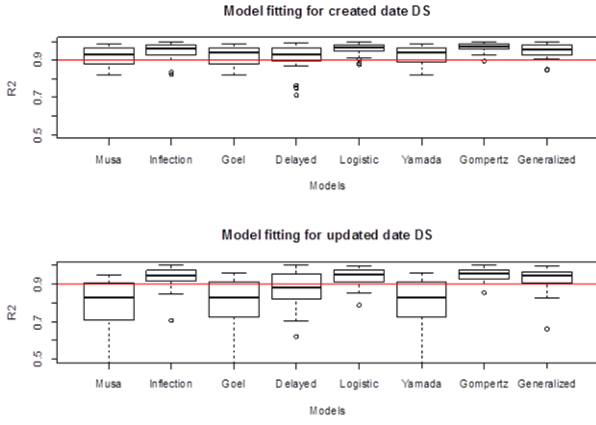 Model fitting for created date DS
R2
0.9
0.7
0.5
Musa Inflection Goel Delayed Logistic Yamada Gompertz Generalized
Models
Model fitting for updated date DS
R2
0.9
0.7
0.5
Musa Inflection Goel Delayed Logistic Yamada Gompertz Generalized
Models